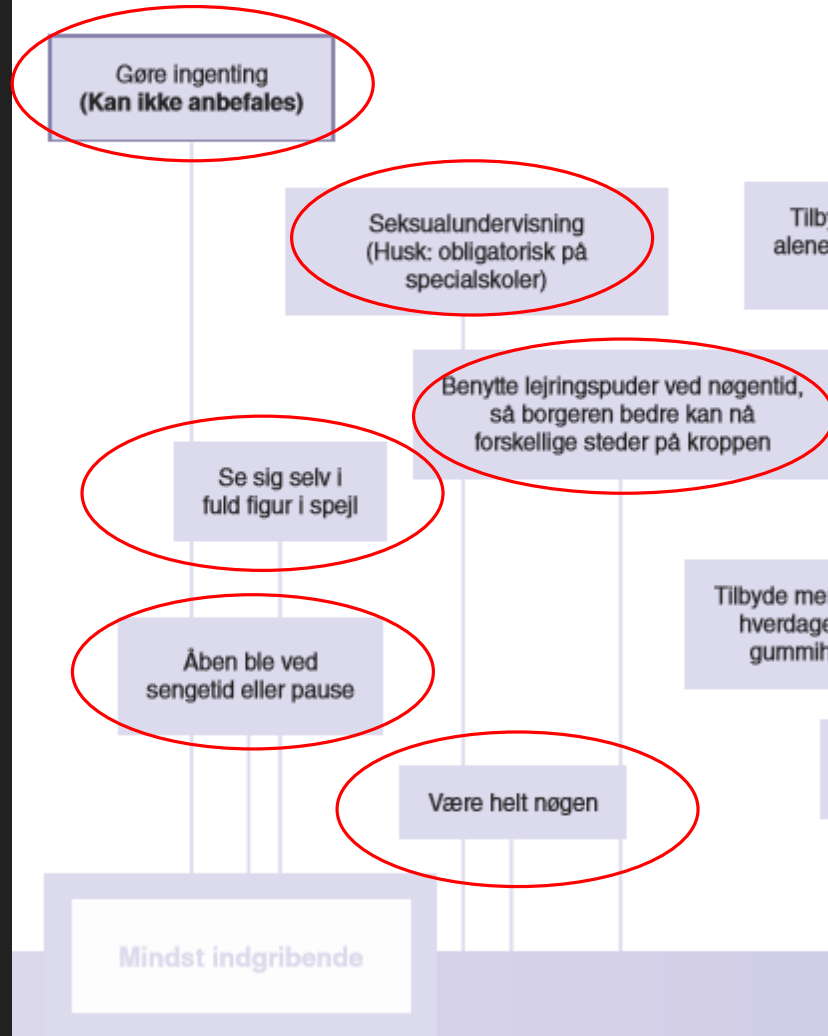 Gøre ingenting
(Kan ikke anbefales)
Seksualundervisning
(Husk: obligatorisk på
specialskoler)
Tilby
alene
Benytte lejringspuder ved nøgentid,
så borgeren bedre kan nå
forskellige steder på kroppen
Se sig selv i
fuld figur i spejl
Tilbyde me
hverdage
gummih
Åben ble ved
sengetid eller pause
Være helt nøgen
Mindst indgribende